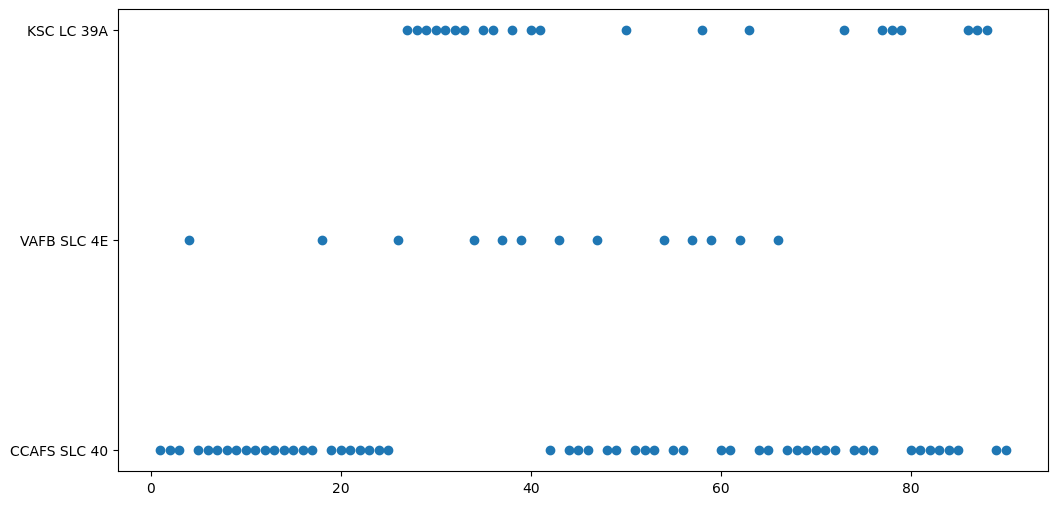 KSC LC 39A
VAFB SLC 4E
CCAFS SLC 40
0 20 40 60 80